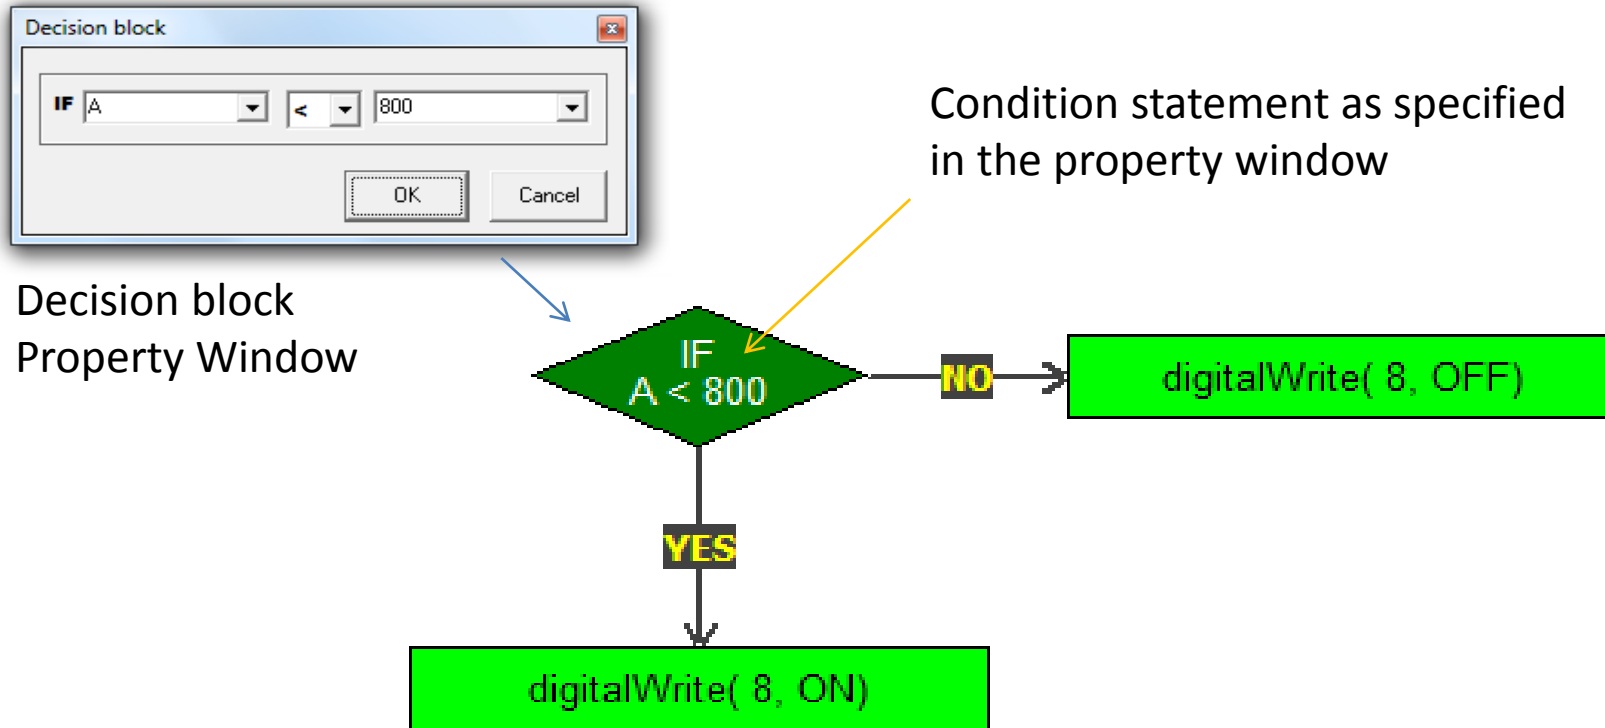 Decision block
IF A < 800
OK Cancel
Condition statement as specified
in the property window
Decision block
Property Window
IF
A < 800
NO
digitalWrite( 8, OFF)
YES
digitalWrite( 8, ON)